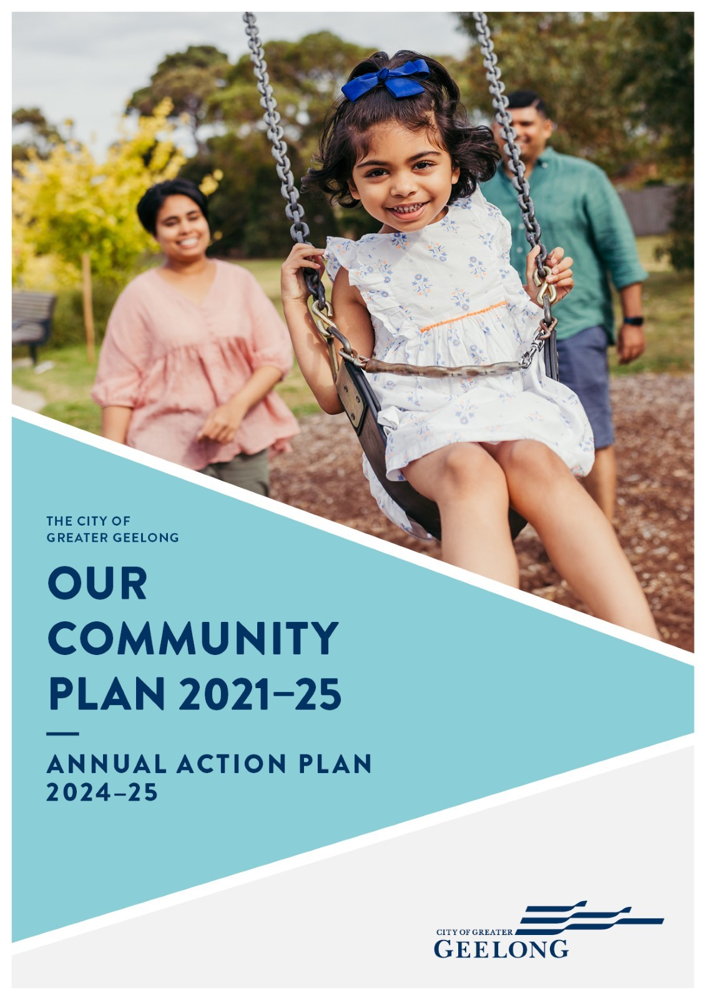 THE CITY OF
GREATER GEELONG
OUR
COMMUNITY
PLAN 2021–25
ANNUAL ACTION PLAN
2024–25
CITY OF GREATER
GEELONG